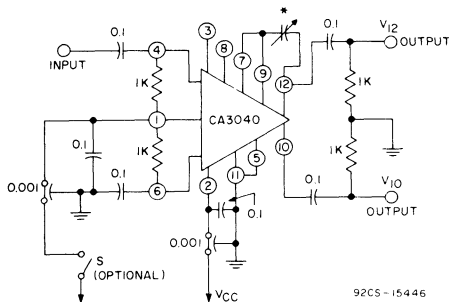 *
0.1
V12
OUTPUT
3
8
7
9
12
0.1
4
INPUT
1K
1K
CA3040
1
1K
10
1K
0.1
5
11
0.1
6
2
0.1
V10
OUTPUT
0.001
0.1
0.001
S
(OPTIONAL)
VCC
92CS-15446